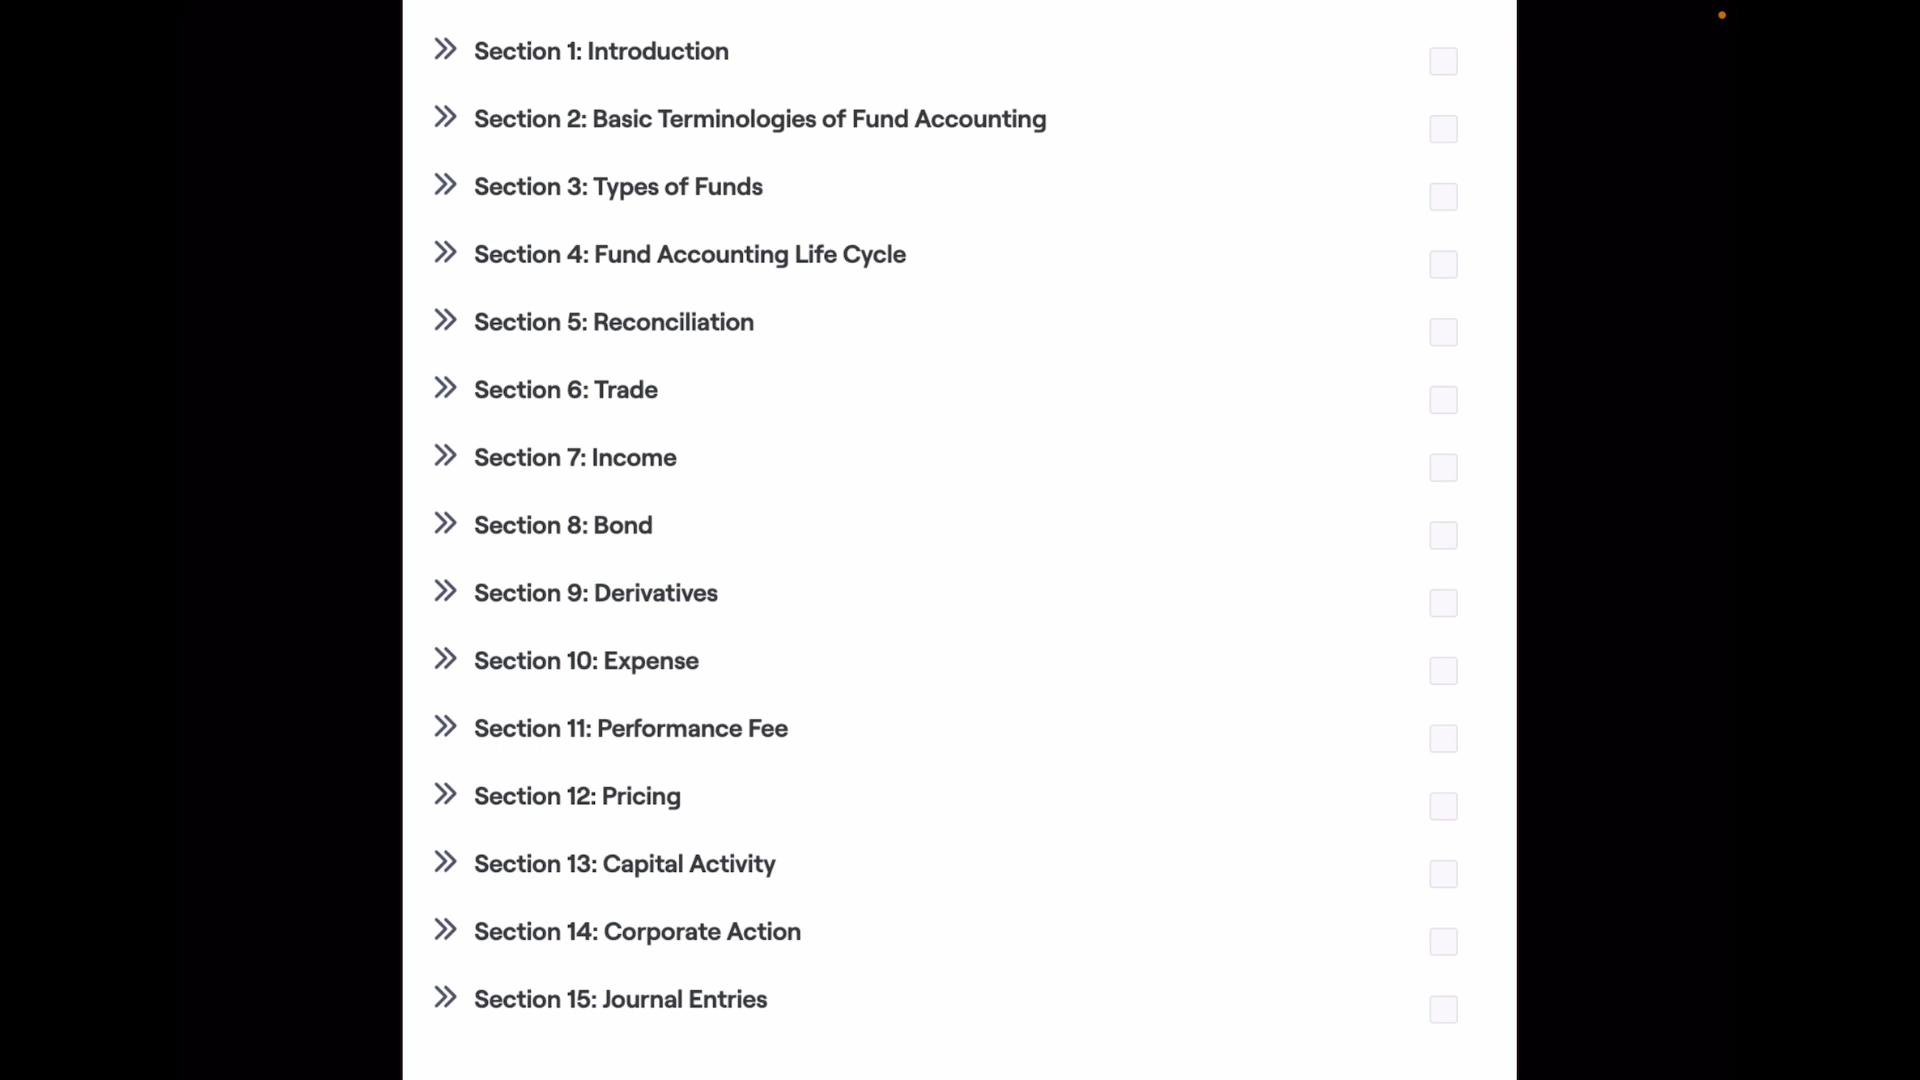 Section 1: Introduction
Section 2: Basic Terminologies of Fund Accounting
Section 3: Types of Funds
Section 4: Fund Accounting Life Cycle
Section 5: Reconciliation
Section 6: Trade
Section 7: Income
Section 8: Bond
Section 9: Derivatives
Section 10: Expense
Section 11: Performance Fee
Section 12: Pricing
Section 13: Capital Activity
Section 14: Corporate Action
Section 15: Journal Entries